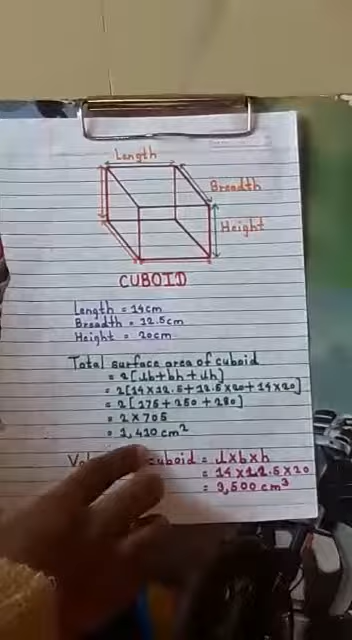 Length
Breadth
Height
CUBOID
Length = 14cm
Breadth = 12.5cm
Height = 20cm
Total surface area of cuboid
= 2[lb+bh+lh]
= 2[14×12.5+12.5×20+14×20]
= 2[175+250+280]
= 2×705
= 1,410 cm²
cuboid = l×b×h
= 14×12.5×20
= 3,500 cm³